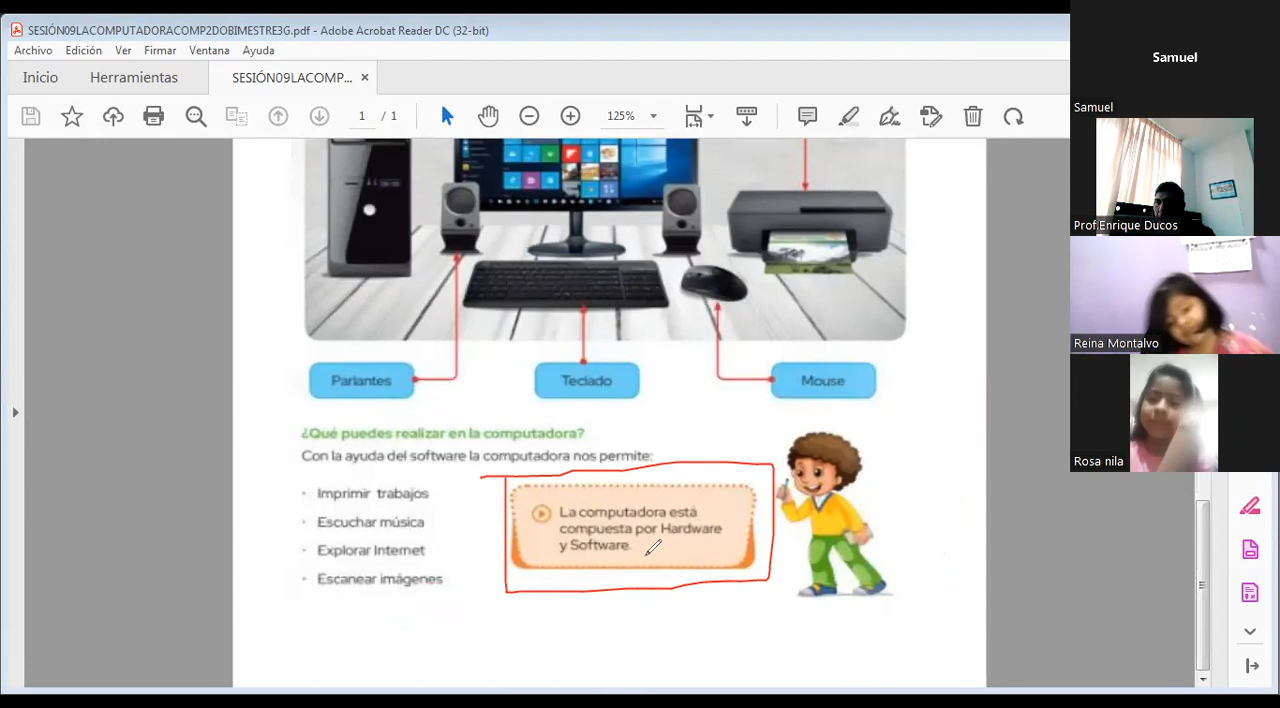 SESIÓN09LACOMPUTADORACOMP2DOBIMESTRE3G.pdf - Adobe Acrobat Reader DC (32-bit)
Archivo Edición Ver Firmar Ventana Ayuda
Inicio Herramientas SESIÓN09LACOMP... ×
1 / 1 125%
Samuel
Samuel
Prof.Enrique Ducos
Reina Montalvo
Rosa nila
Parlantes Teclado Mouse
¿Qué puedes realizar en la computadora?
Con la ayuda del software la computadora nos permite:
· Imprimir trabajos
· Escuchar música
· Explorar Internet
· Escanear imágenes
La computadora está
compuesta por Hardware
y Software.